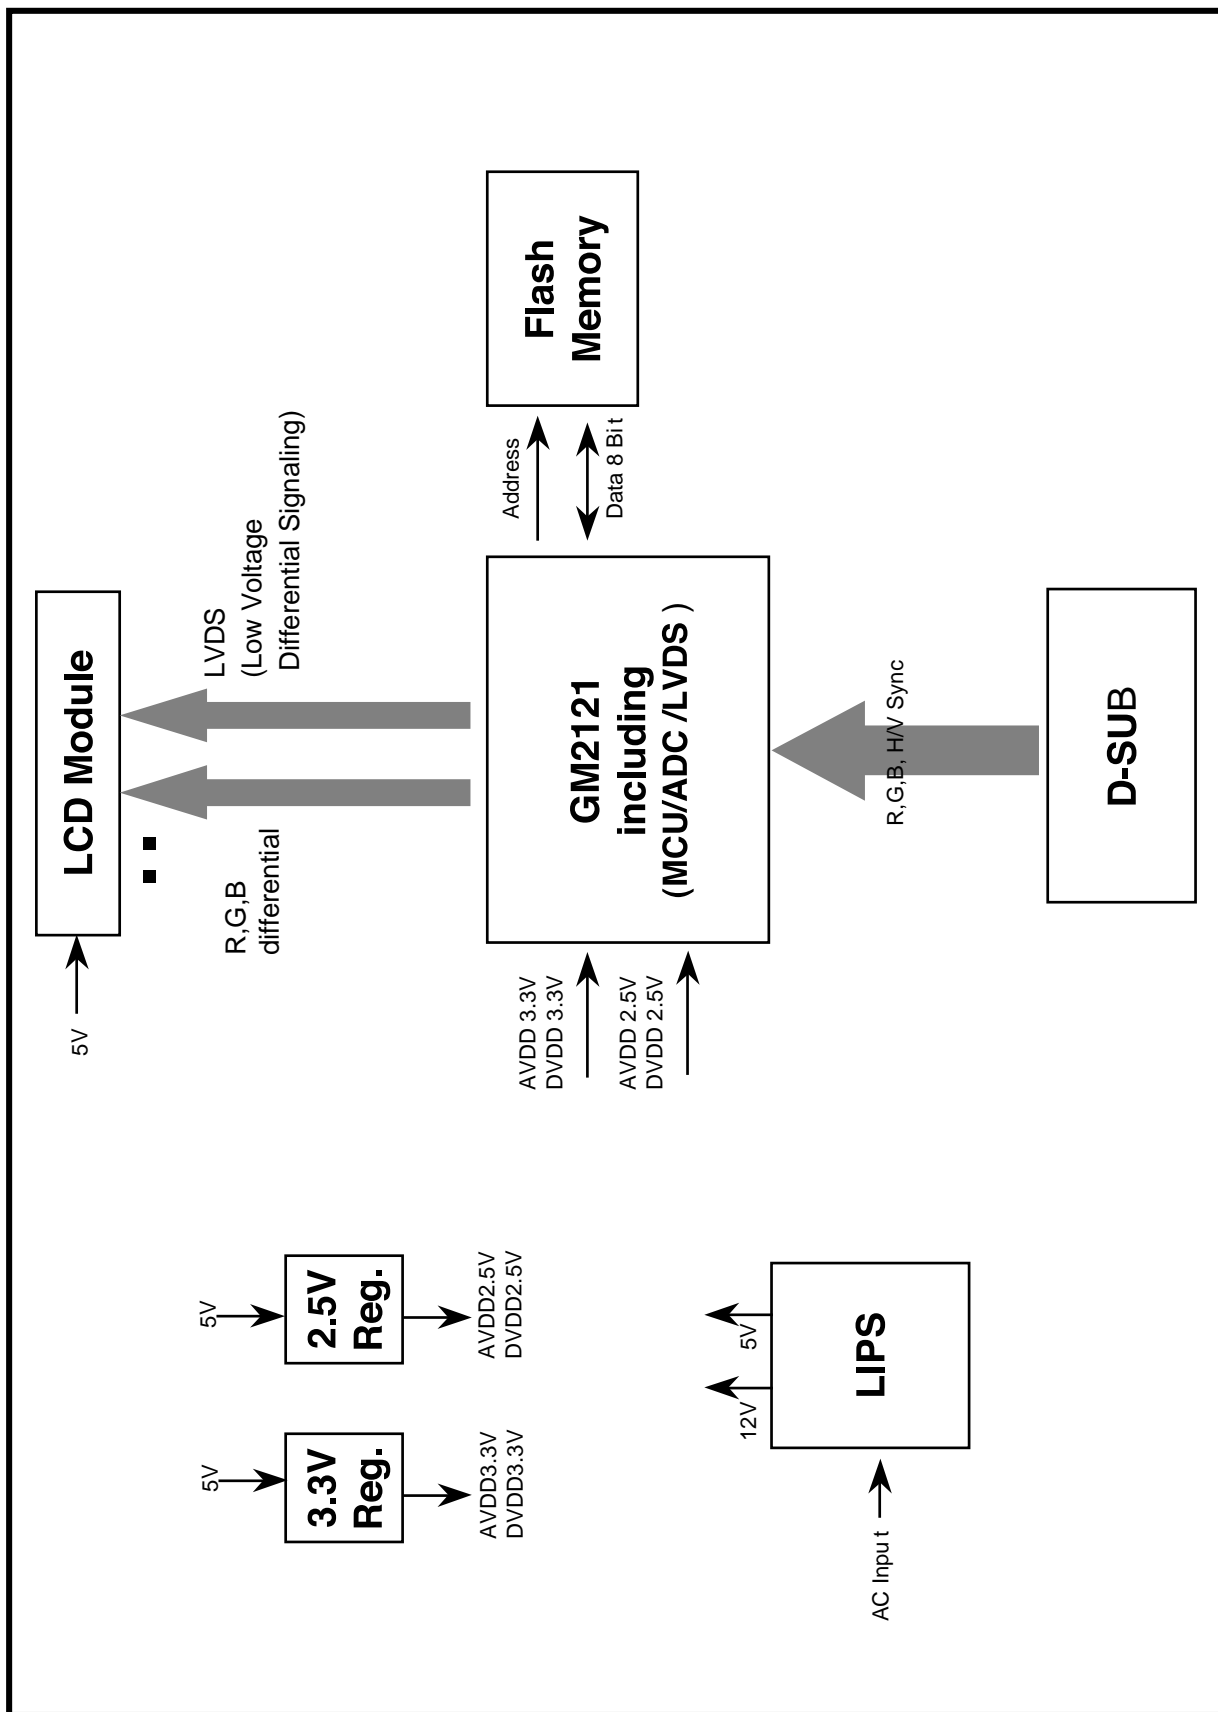 LCD Module
5V
LVDS
(Low Voltage
Differential Signaling)
R,G,B
differential
Flash
Memory
Address
Data 8 Bit
GM2121
including
(MCU/ADC /LVDS )
AVDD 3.3V
DVDD 3.3V
AVDD 2.5V
DVDD 2.5V
R,G,B, H/V Sync
D-SUB
5V
3.3V
Reg.
AVDD3.3V
DVDD3.3V
5V
2.5V
Reg.
AVDD2.5V
DVDD2.5V
12V
5V
LIPS
AC Input